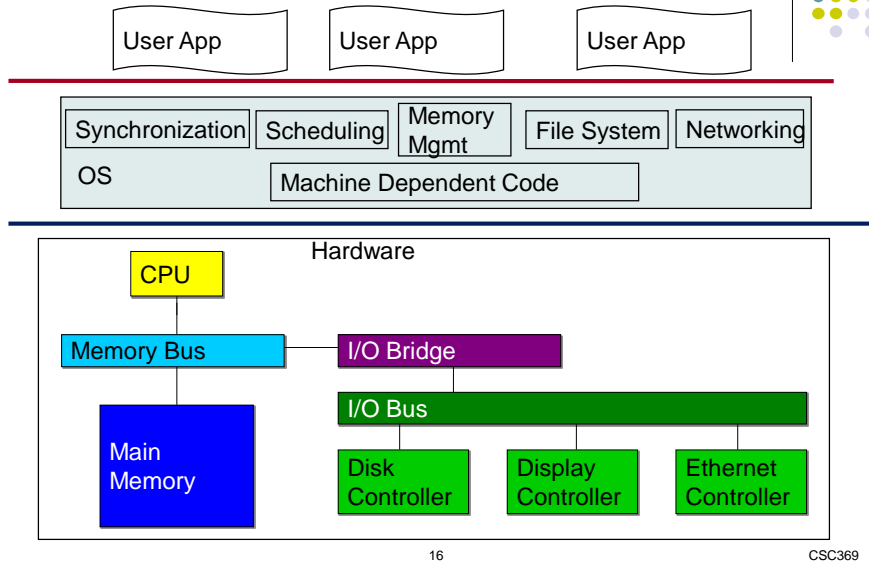 User App
User App
User App
Synchronization
Scheduling
Memory
Mgmt
File System
Networking
OS
Machine Dependent Code
Hardware
CPU
Memory Bus
I/O Bridge
I/O Bus
Main
Memory
Disk
Controller
Display
Controller
Ethernet
Controller
16
CSC369